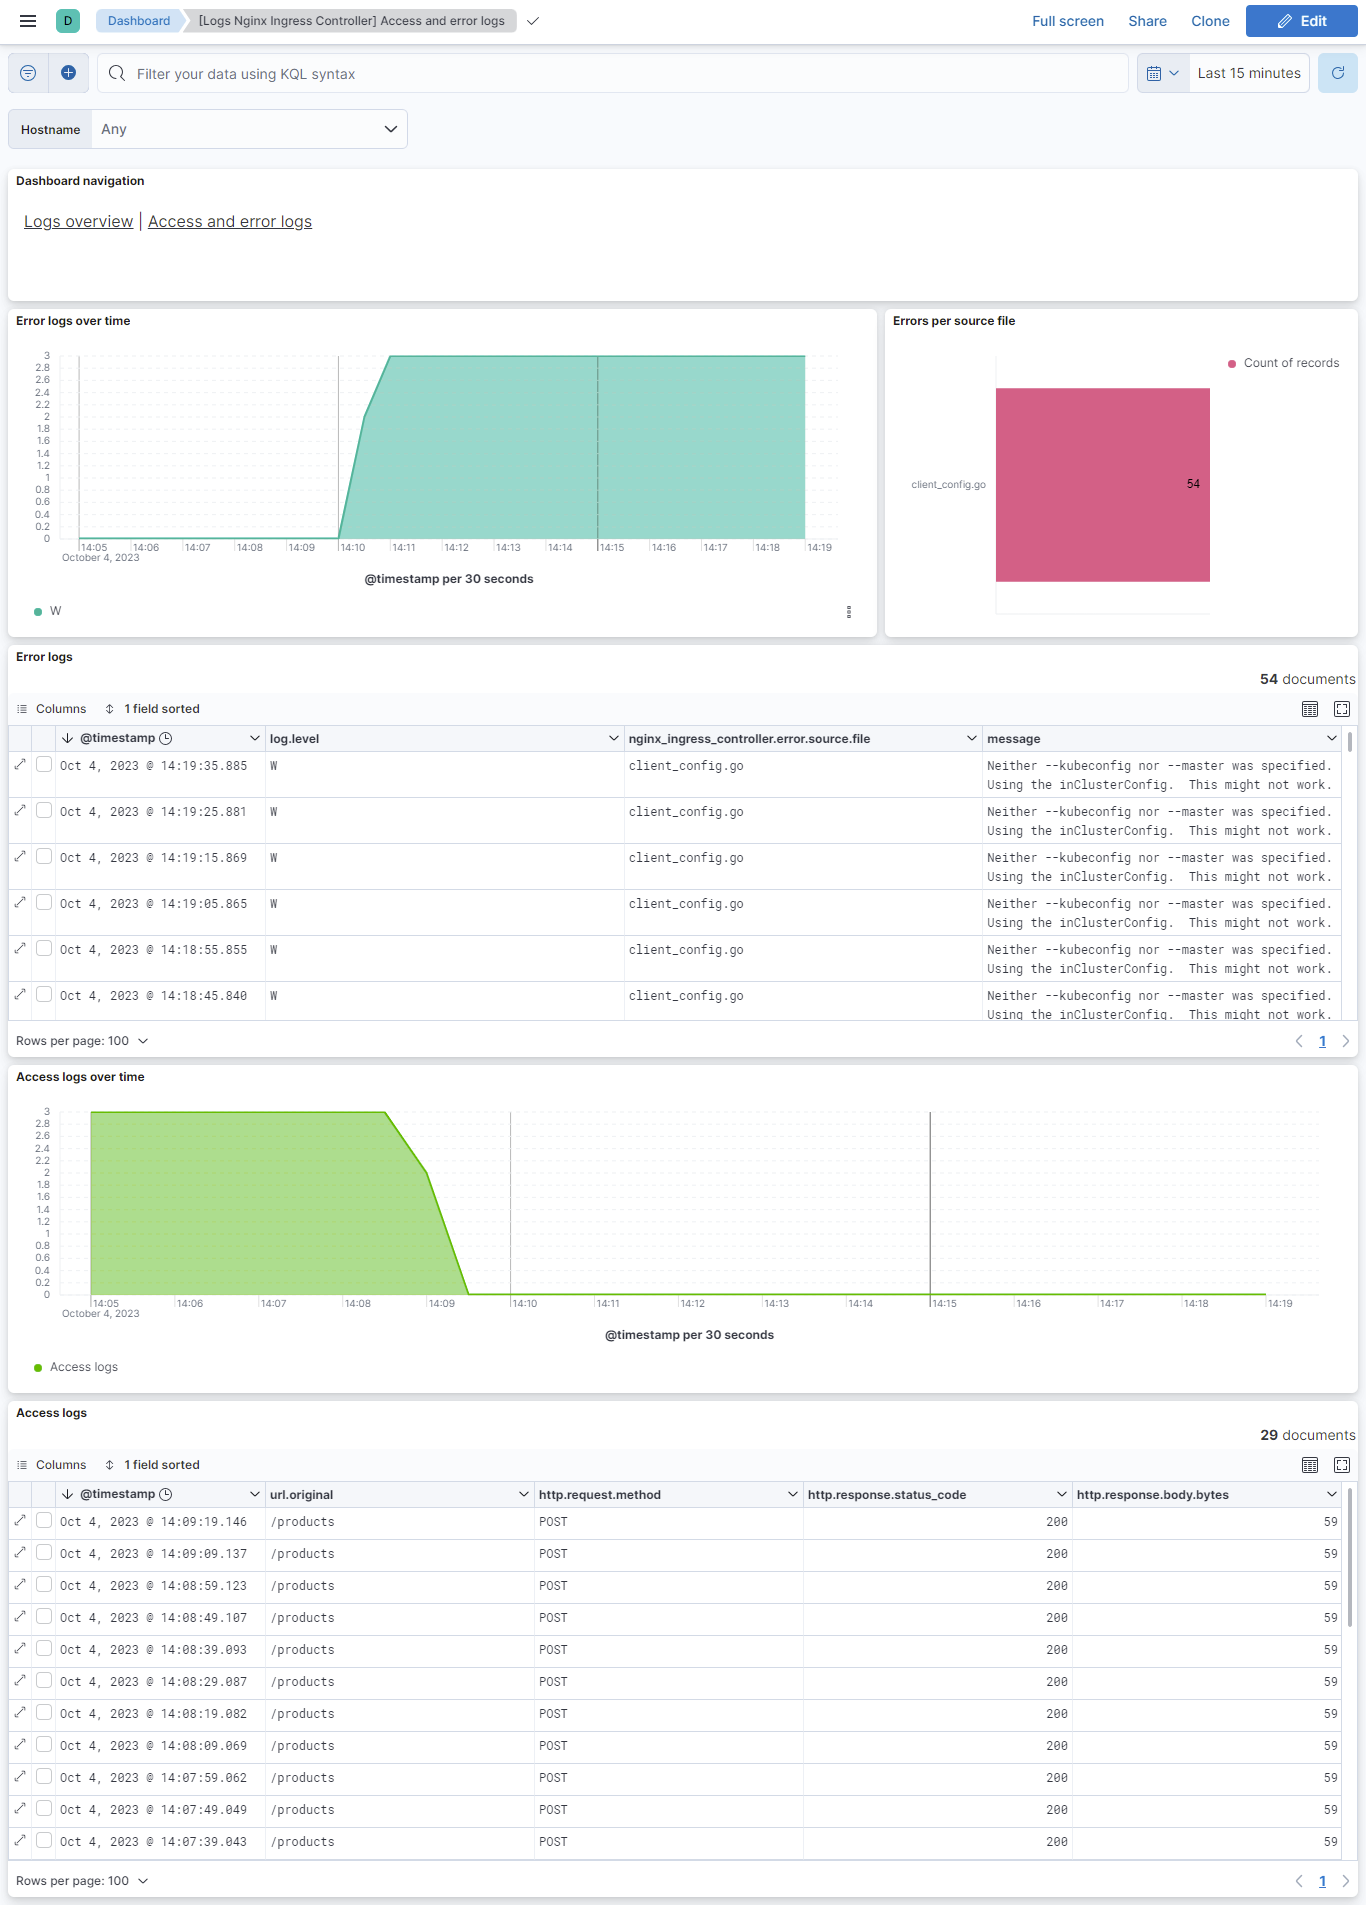 D Dashboard [Logs Nginx Ingress Controller] Access and error logs Full screen Share Clone Edit
Filter your data using KQL syntax Last 15 minutes
Hostname Any
Dashboard navigation
Logs overview | Access and error logs
Error logs over time
3
2.8
2.6
2.4
2.2
2
1.8
1.6
1.4
1.2
1
0.8
0.6
0.4
0.2
0
14:05 14:06 14:07 14:08 14:09 14:10 14:11 14:12 14:13 14:14 14:15 14:16 14:17 14:18 14:19
October 4, 2023
@timestamp per 30 seconds
W
Errors per source file
Count of records
client_config.go 54
Error logs
54 documents
Columns 1 field sorted
@timestamp log.level nginx_ingress_controller.error.source.file message
Oct 4, 2023 @ 14:19:35.885 W client_config.go Neither --kubeconfig nor --master was specified.
Using the inClusterConfig. This might not work.
Oct 4, 2023 @ 14:19:25.881 W client_config.go Neither --kubeconfig nor --master was specified.
Using the inClusterConfig. This might not work.
Oct 4, 2023 @ 14:19:15.869 W client_config.go Neither --kubeconfig nor --master was specified.
Using the inClusterConfig. This might not work.
Oct 4, 2023 @ 14:19:05.865 W client_config.go Neither --kubeconfig nor --master was specified.
Using the inClusterConfig. This might not work.
Oct 4, 2023 @ 14:18:55.855 W client_config.go Neither --kubeconfig nor --master was specified.
Using the inClusterConfig. This might not work.
Oct 4, 2023 @ 14:18:45.840 W client_config.go Neither --kubeconfig nor --master was specified.
Using the inClusterConfig. This might not work.
Rows per page: 100 1
Access logs over time
3
2.8
2.6
2.4
2.2
2
1.8
1.6
1.4
1.2
1
0.8
0.6
0.4
0.2
0
14:05 14:06 14:07 14:08 14:09 14:10 14:11 14:12 14:13 14:14 14:15 14:16 14:17 14:18 14:19
October 4, 2023
@timestamp per 30 seconds
Access logs
Access logs
29 documents
Columns 1 field sorted
@timestamp url.original http.request.method http.response.status_code http.response.body.bytes
Oct 4, 2023 @ 14:09:19.146 /products POST 200 59
Oct 4, 2023 @ 14:09:09.137 /products POST 200 59
Oct 4, 2023 @ 14:08:59.123 /products POST 200 59
Oct 4, 2023 @ 14:08:49.107 /products POST 200 59
Oct 4, 2023 @ 14:08:39.093 /products POST 200 59
Oct 4, 2023 @ 14:08:29.087 /products POST 200 59
Oct 4, 2023 @ 14:08:19.082 /products POST 200 59
Oct 4, 2023 @ 14:08:09.069 /products POST 200 59
Oct 4, 2023 @ 14:07:59.062 /products POST 200 59
Oct 4, 2023 @ 14:07:49.049 /products POST 200 59
Oct 4, 2023 @ 14:07:39.043 /products POST 200 59
Rows per page: 100 1